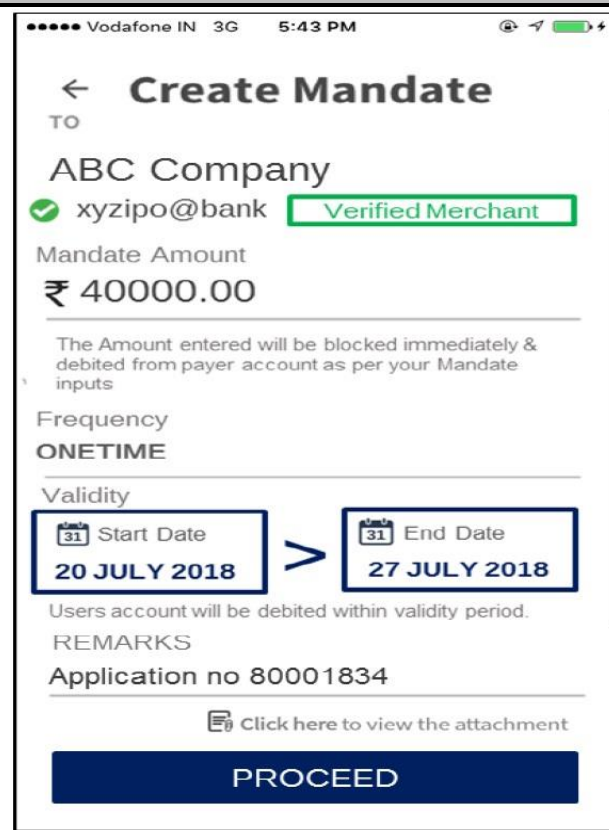 Vodafone IN 3G 5:43 PM
← Create Mandate
TO
ABC Company
xyzipo@bank Verified Merchant
Mandate Amount
₹ 40000.00
The Amount entered will be blocked immediately &
debited from payer account as per your Mandate
inputs
Frequency
ONETIME
Validity
31 Start Date > 31 End Date
20 JULY 2018 27 JULY 2018
Users account will be debited within validity period.
REMARKS
Application no 80001834
Click here to view the attachment
PROCEED